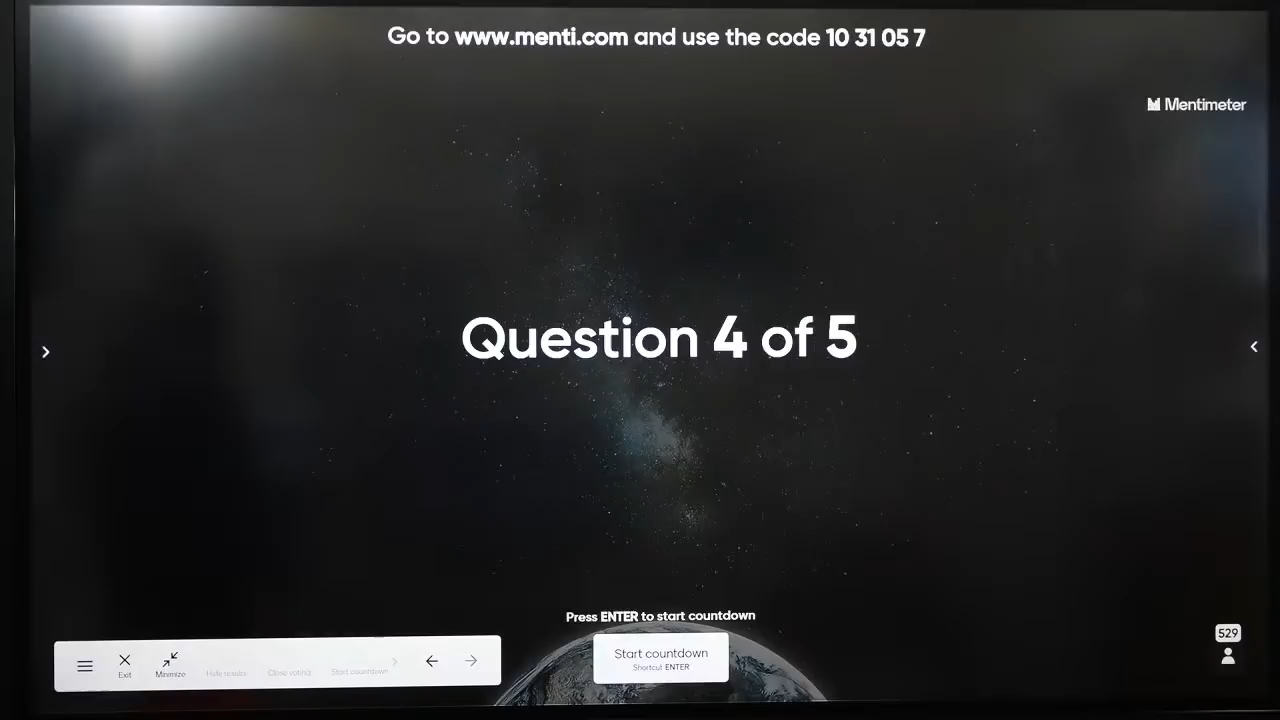 Go to www.menti.com and use the code 10 31 05 7
Mentimeter
Question 4 of 5
Press ENTER to start countdown
Start countdown
Shortcut ENTER
Exit
Minimize
Hide results
Close voting
Start countdown
529